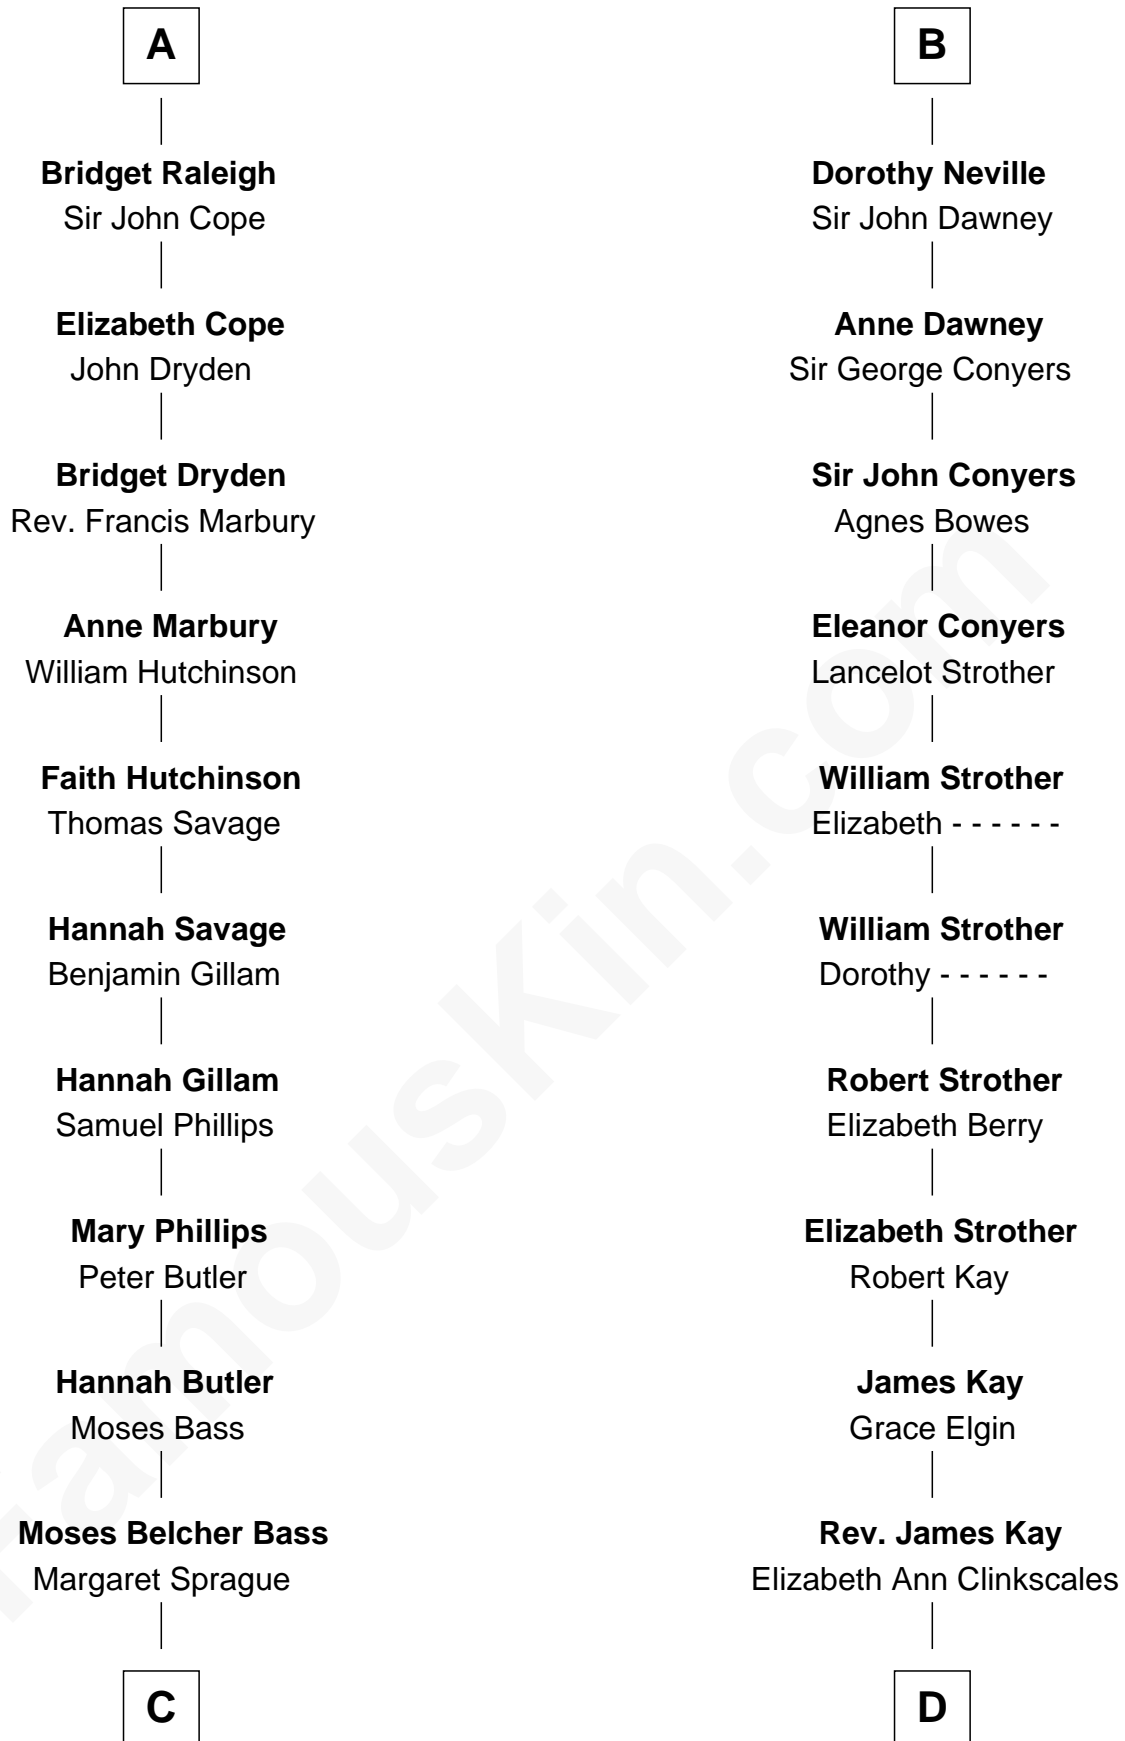 A
Bridget Raleigh
Sir John Cope
Elizabeth Cope
John Dryden
Bridget Dryden
Rev. Francis Marbury
Anne Marbury
William Hutchinson
Faith Hutchinson
Thomas Savage
Hannah Savage
Benjamin Gillam
Hannah Gillam
Samuel Phillips
Mary Phillips
Peter Butler
Hannah Butler
Moses Bass
Moses Belcher Bass
Margaret Sprague
C
B
Dorothy Neville
Sir John Dawney
Anne Dawney
Sir George Conyers
Sir John Conyers
Agnes Bowes
Eleanor Conyers
Lancelot Strother
William Strother
Elizabeth - - - - - -
William Strother
Dorothy - - - - - -
Robert Strother
Elizabeth Berry
Elizabeth Strother
Robert Kay
James Kay
Grace Elgin
Rev. James Kay
Elizabeth Ann Clinkscales
D
FamousKin.com